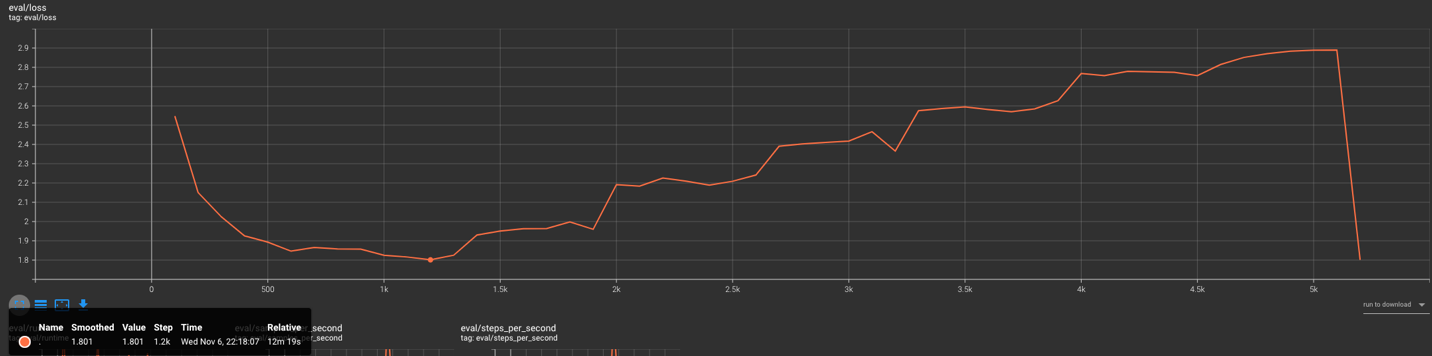 eval/loss
tag: eval/loss
2.9
2.8
2.7
2.6
2.5
2.4
2.3
2.2
2.1
2
1.9
1.8
0 500 1k 1.5k 2k 2.5k 3k 3.5k 4k 4.5k 5k
run to download
eval/steps_per_second
tag: eval/steps_per_second
Name Smoothed Value Step Time Relative
. 1.801 1.801 1.2k Wed Nov 6, 22:18:07 12m 19s